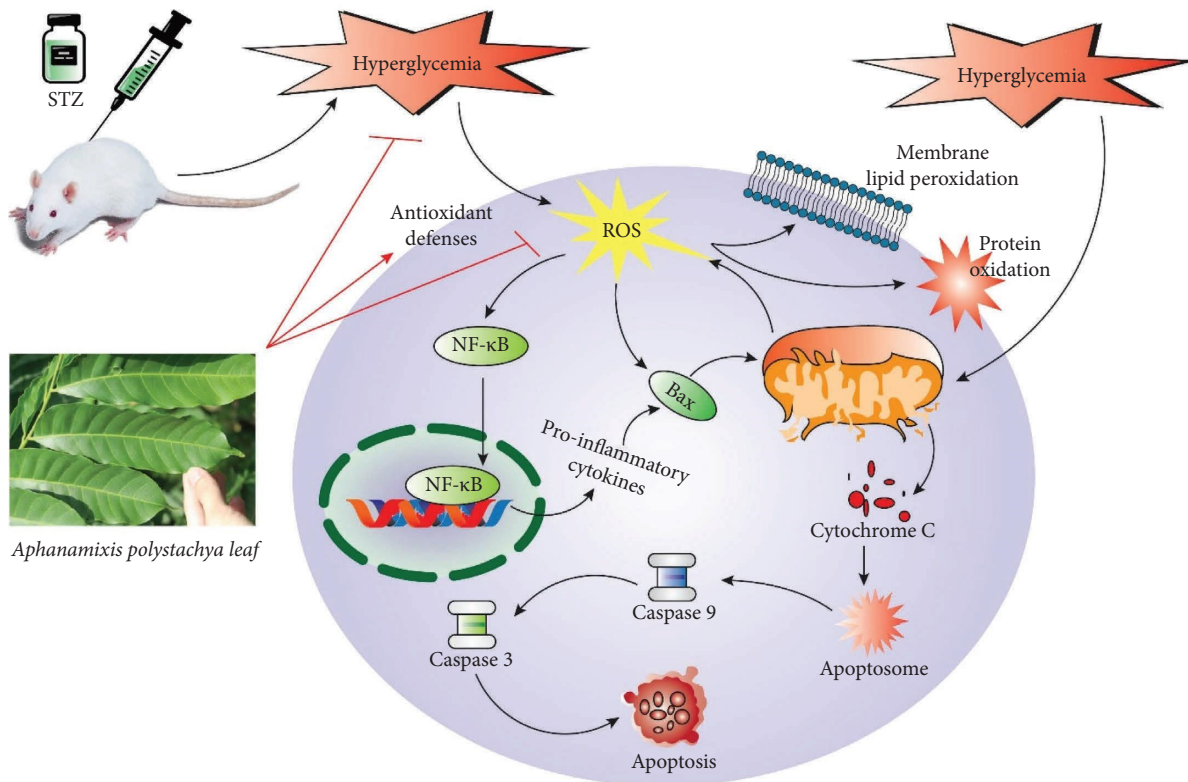 STZ
Hyperglycemia
Hyperglycemia
Membrane
lipid peroxidation
Antioxidant
defenses
ROS
Protein
oxidation
NF-κB
Bax
Pro-inflammatory
cytokines
NF-κB
Cytochrome C
Aphanamixis polystachya leaf
Caspase 9
Caspase 3
Apoptosome
Apoptosis